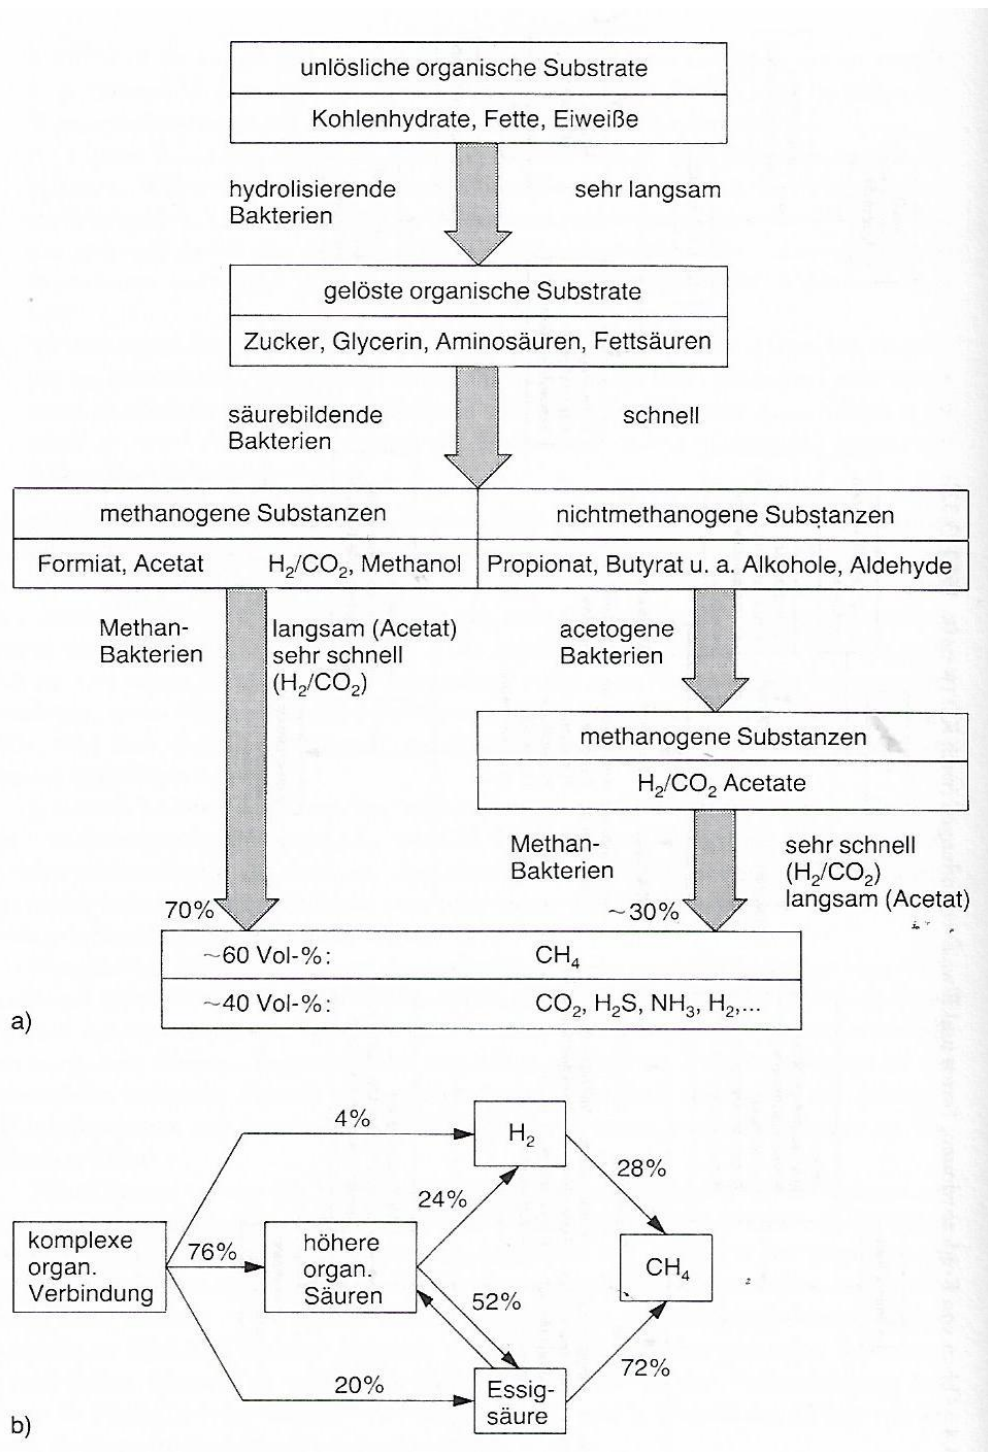 unlösliche organische Substrate
Kohlenhydrate, Fette, Eiweiße
hydrolisierende
Bakterien
sehr langsam
gelöste organische Substrate
Zucker, Glycerin, Aminosäuren, Fettsäuren
säurebildende
Bakterien
schnell
methanogene Substanzen
nichtmethanogene Substanzen
Formiat, Acetat H₂/CO₂, Methanol
Propionat, Butyrat u. a. Alkohole, Aldehyde
Methan-
Bakterien
langsam (Acetat)
sehr schnell
(H₂/CO₂)
acetogene
Bakterien
methanogene Substanzen
H₂/CO₂ Acetate
Methan-
Bakterien
sehr schnell
(H₂/CO₂)
langsam (Acetat)
70%
~30%
~60 Vol-%: CH₄
~40 Vol-%: CO₂, H₂S, NH₃, H₂,...
a)
4%
H₂
28%
24%
komplexe
organ.
Verbindung
76%
höhere
organ.
Säuren
CH₄
52%
72%
20%
Essig-
säure
b)